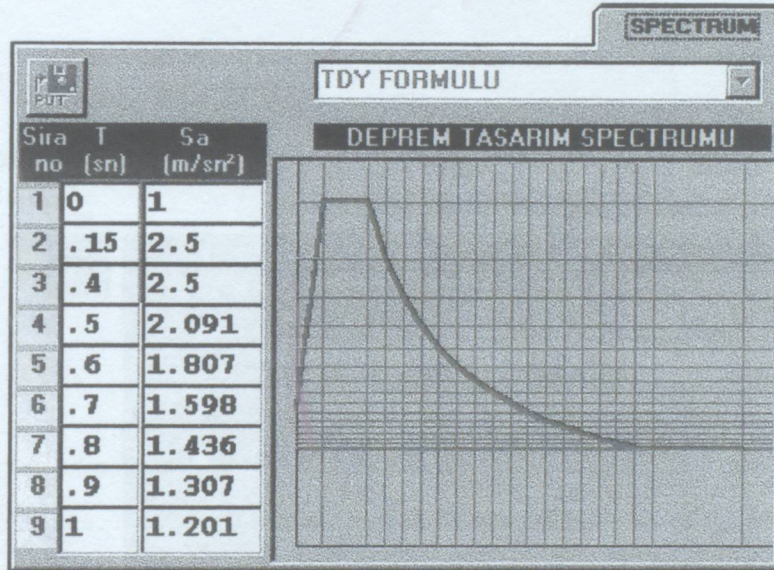 SPECTRUM
PUT
TDY FORMULU
Sira T Sa
no (sn) (m/sn²)
DEPREM TASARIM SPECTRUMU
1 0 1
2 .15 2.5
3 .4 2.5
4 .5 2.091
5 .6 1.807
6 .7 1.598
7 .8 1.436
8 .9 1.307
9 1 1.201